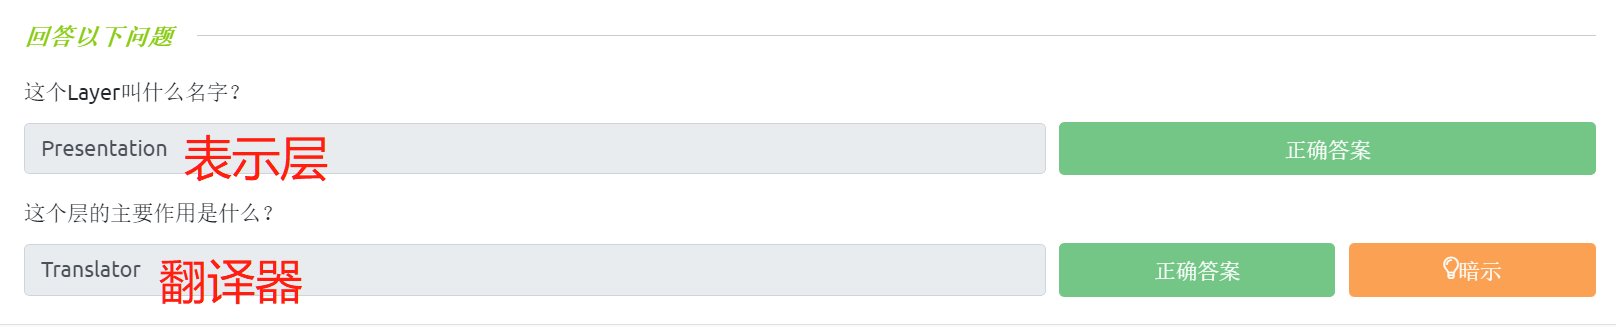 回答以下问题
这个Layer叫什么名字?
Presentation 表示层 正确答案
这个层的主要作用是什么?
Translator 翻译器 正确答案 暗示